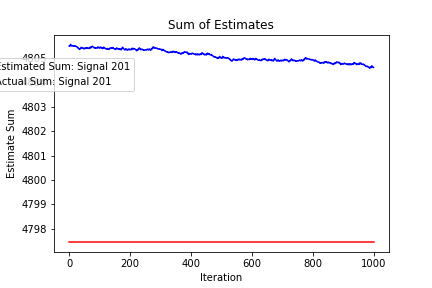 Sum of Estimates
4805
Estimated Sum: Signal 201
Actual Sum: Signal 201
4803
4802
4801
4800
4799
4798
Estimate Sum
0
200
400
600
800
1000
Iteration